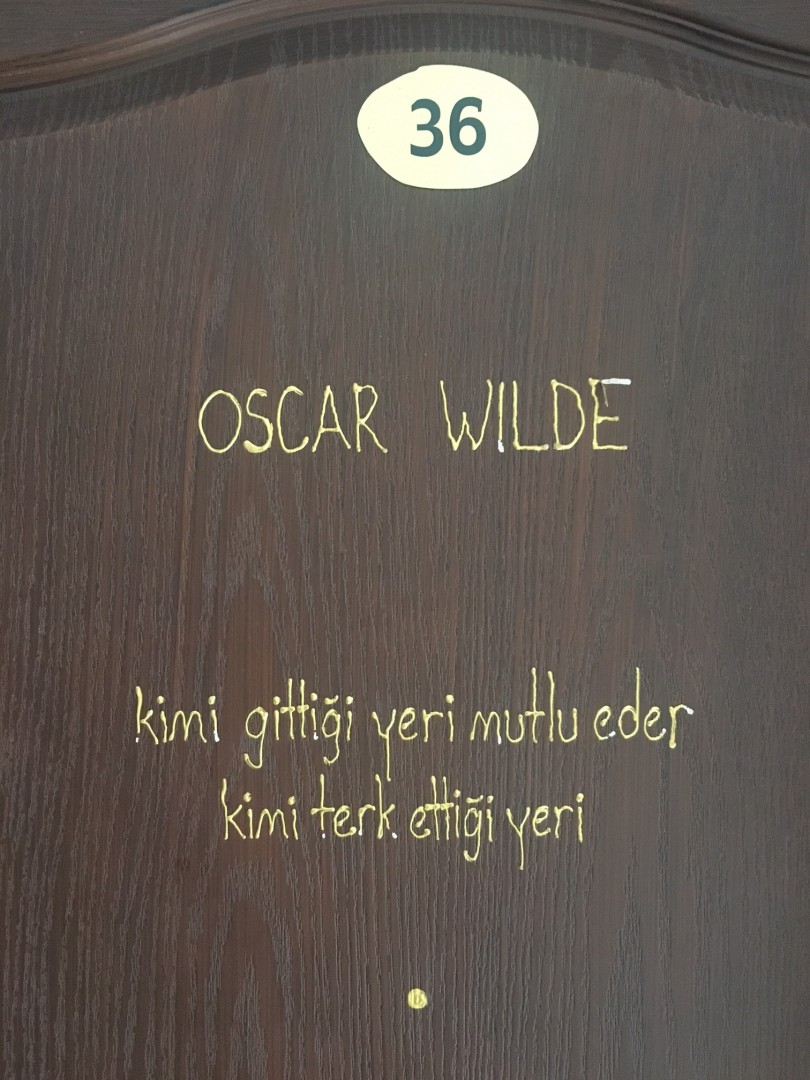 36
OSCAR WILDE
kimi gittiği yeri mutlu eder
kimi terk ettiği yeri